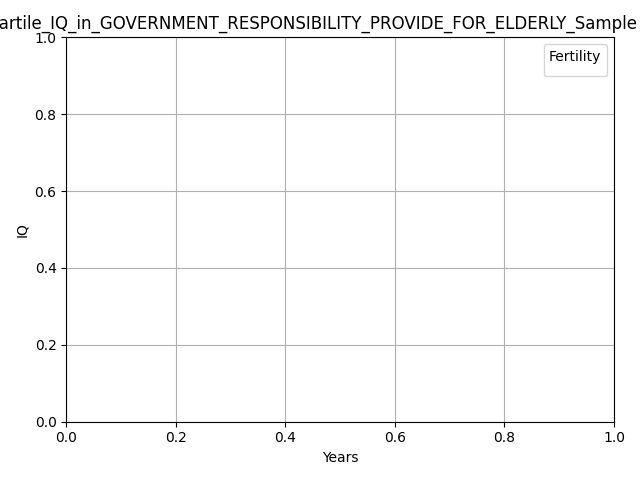 artile_IQ_in_GOVERNMENT_RESPONSIBILITY_PROVIDE_FOR_ELDERLY_Sample
1.0
Fertility
0.8
0.6
IQ
0.4
0.2
0.0
0.0 0.2 0.4 0.6 0.8 1.0
Years